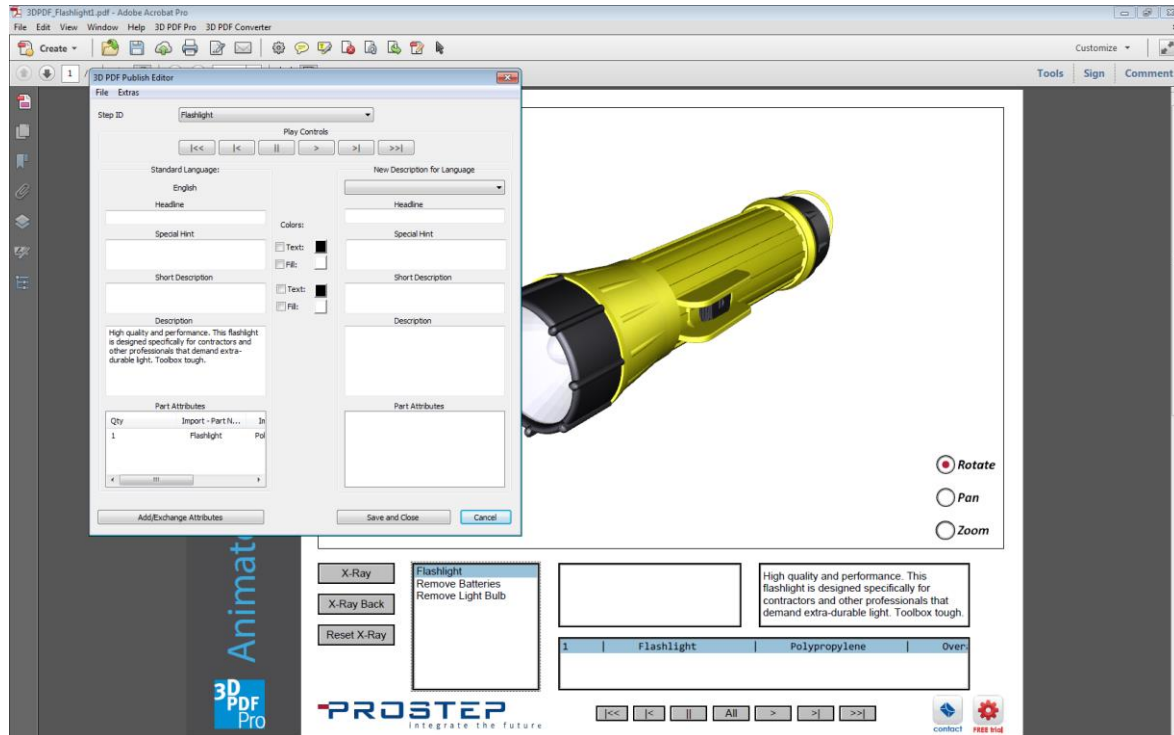 3DPDF_Flashlight1.pdf - Adobe Acrobat Pro
File Edit View Window Help 3D PDF Pro 3D PDF Converter
Create
Customize
1 /
Tools Sign Comment
3D PDF Publish Editor
File Extras
Step ID Flashlight
Play Controls
|<< |< || > >| >>|
Standard Language: New Description for Language
English
Headline Headline
Colors:
Special Hint Special Hint
Text:
Fill:
Short Description Short Description
Text:
Fill:
Description Description
High quality and performance. This flashlight
is designed specifically for contractors and
other professionals that demand extra-
durable light. Toolbox tough.
Part Attributes Part Attributes
Qty Import - Part N... In
1 Flashlight Pol
Add/Exchange Attributes Save and Close Cancel
Rotate
Pan
Zoom
Animate
3D
PDF
Pro
X-Ray
X-Ray Back
Reset X-Ray
Flashlight
Remove Batteries
Remove Light Bulb
High quality and performance. This
flashlight is designed specifically for
contractors and other professionals that
demand extra-durable light. Toolbox tough.
1 | Flashlight | Polypropylene | Over
PROSTEP
integrate the future
|<< |< || All > >| >>|
contact FREE trial